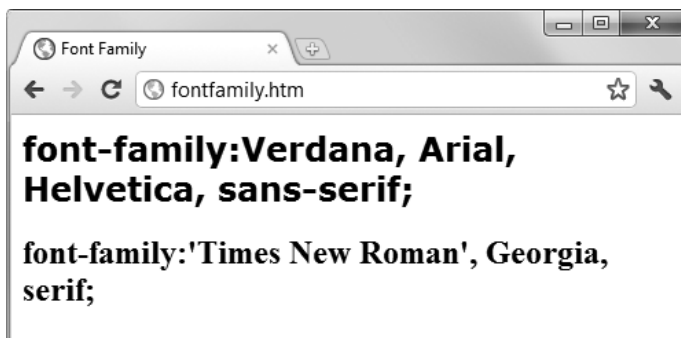 Font Family
fontfamily.htm
font-family:Verdana, Arial,
Helvetica, sans-serif;
font-family:'Times New Roman', Georgia,
serif;